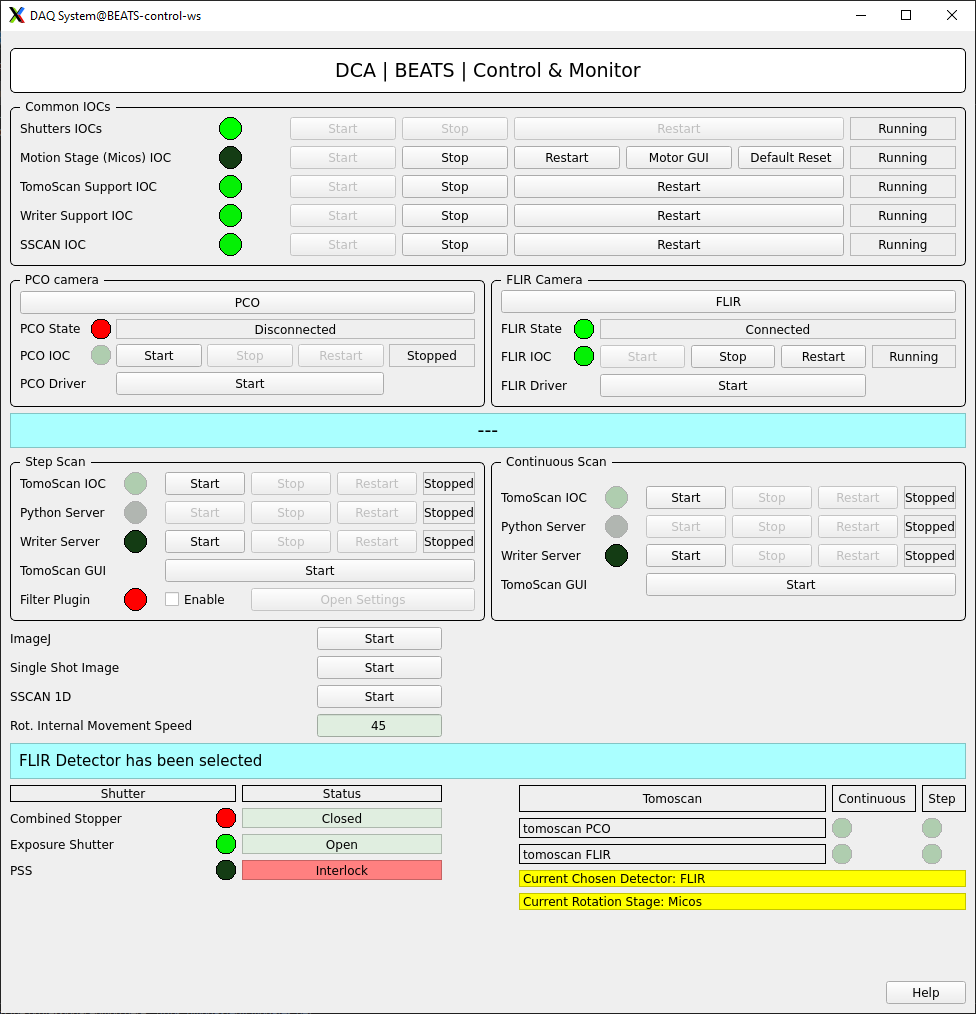 DAQ System@BEATS-control-ws
DCA | BEATS | Control & Monitor
Common IOCs
Shutters IOCs Start Stop Restart Running
Motion Stage (Micos) IOC Start Stop Restart Motor GUI Default Reset Running
TomoScan Support IOC Start Stop Restart Running
Writer Support IOC Start Stop Restart Running
SSCAN IOC Start Stop Restart Running
PCO camera
PCO
PCO State Disconnected
PCO IOC Start Stop Restart Stopped
PCO Driver Start
FLIR Camera
FLIR
FLIR State Connected
FLIR IOC Start Stop Restart Running
FLIR Driver Start
---
Step Scan
TomoScan IOC Start Stop Restart Stopped
Python Server Start Stop Restart Stopped
Writer Server Start Stop Restart Stopped
TomoScan GUI Start
Filter Plugin Enable Open Settings
Continuous Scan
TomoScan IOC Start Stop Restart Stopped
Python Server Start Stop Restart Stopped
Writer Server Start Stop Restart Stopped
TomoScan GUI Start
ImageJ Start
Single Shot Image Start
SSCAN 1D Start
Rot. Internal Movement Speed 45
FLIR Detector has been selected
Shutter Status
Combined Stopper Closed
Exposure Shutter Open
PSS Interlock
Tomoscan Continuous Step
tomoscan PCO
tomoscan FLIR
Current Chosen Detector: FLIR
Current Rotation Stage: Micos
Help